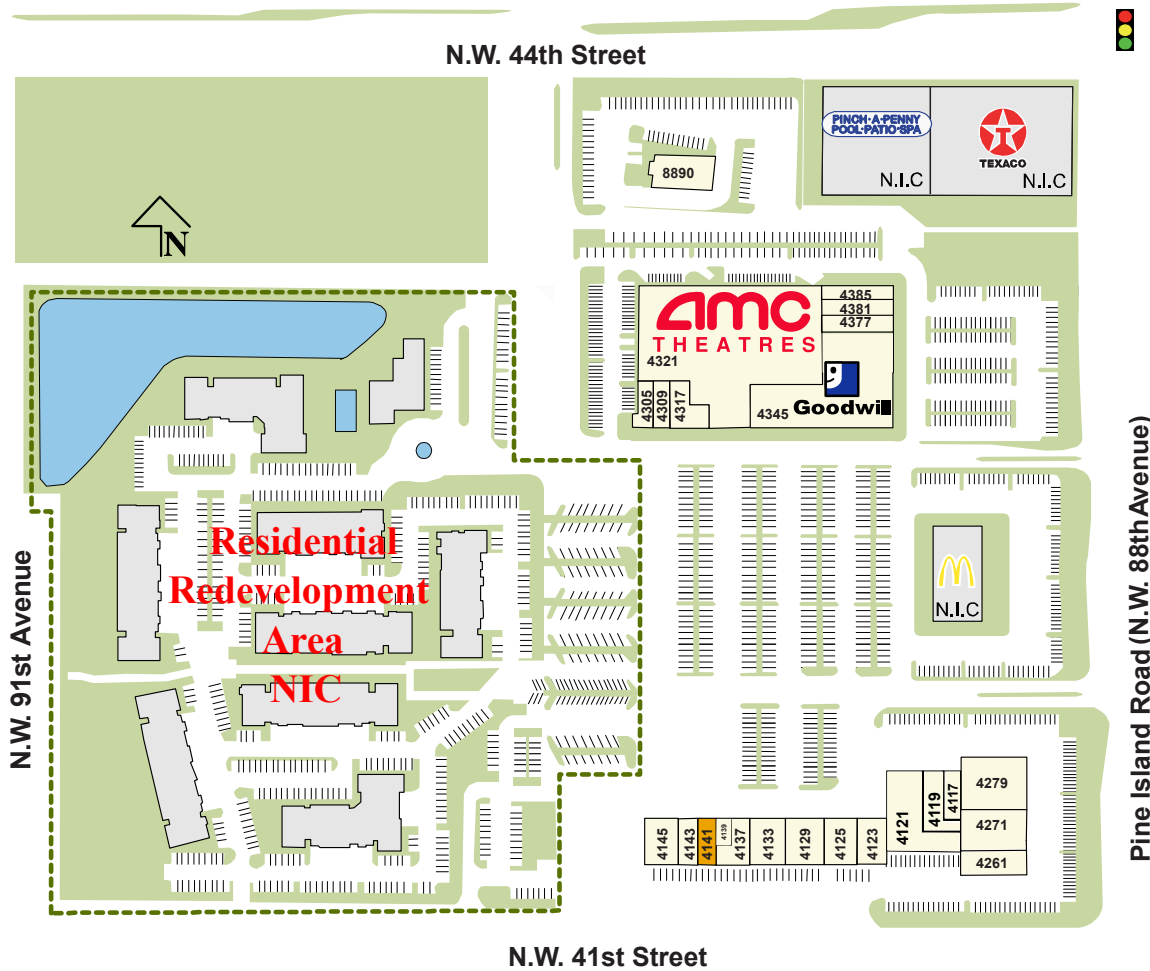 N.W. 44th Street
PINCH·A·PENNY
POOL·PATIO·SPA
N.I.C
TEXACO
N.I.C
8890
N
amc
THEATRES
4385
4381
4377
4321
4305
4309
4317
4345
Goodwill
Residential
Redevelopment
Area
NIC
N.I.C
N.W. 91st Avenue
Pine Island Road (N.W. 88th Avenue)
4145
4143
4141
4139
4137
4133
4129
4125
4123
4121
4119
4117
4279
4271
4261
N.W. 41st Street